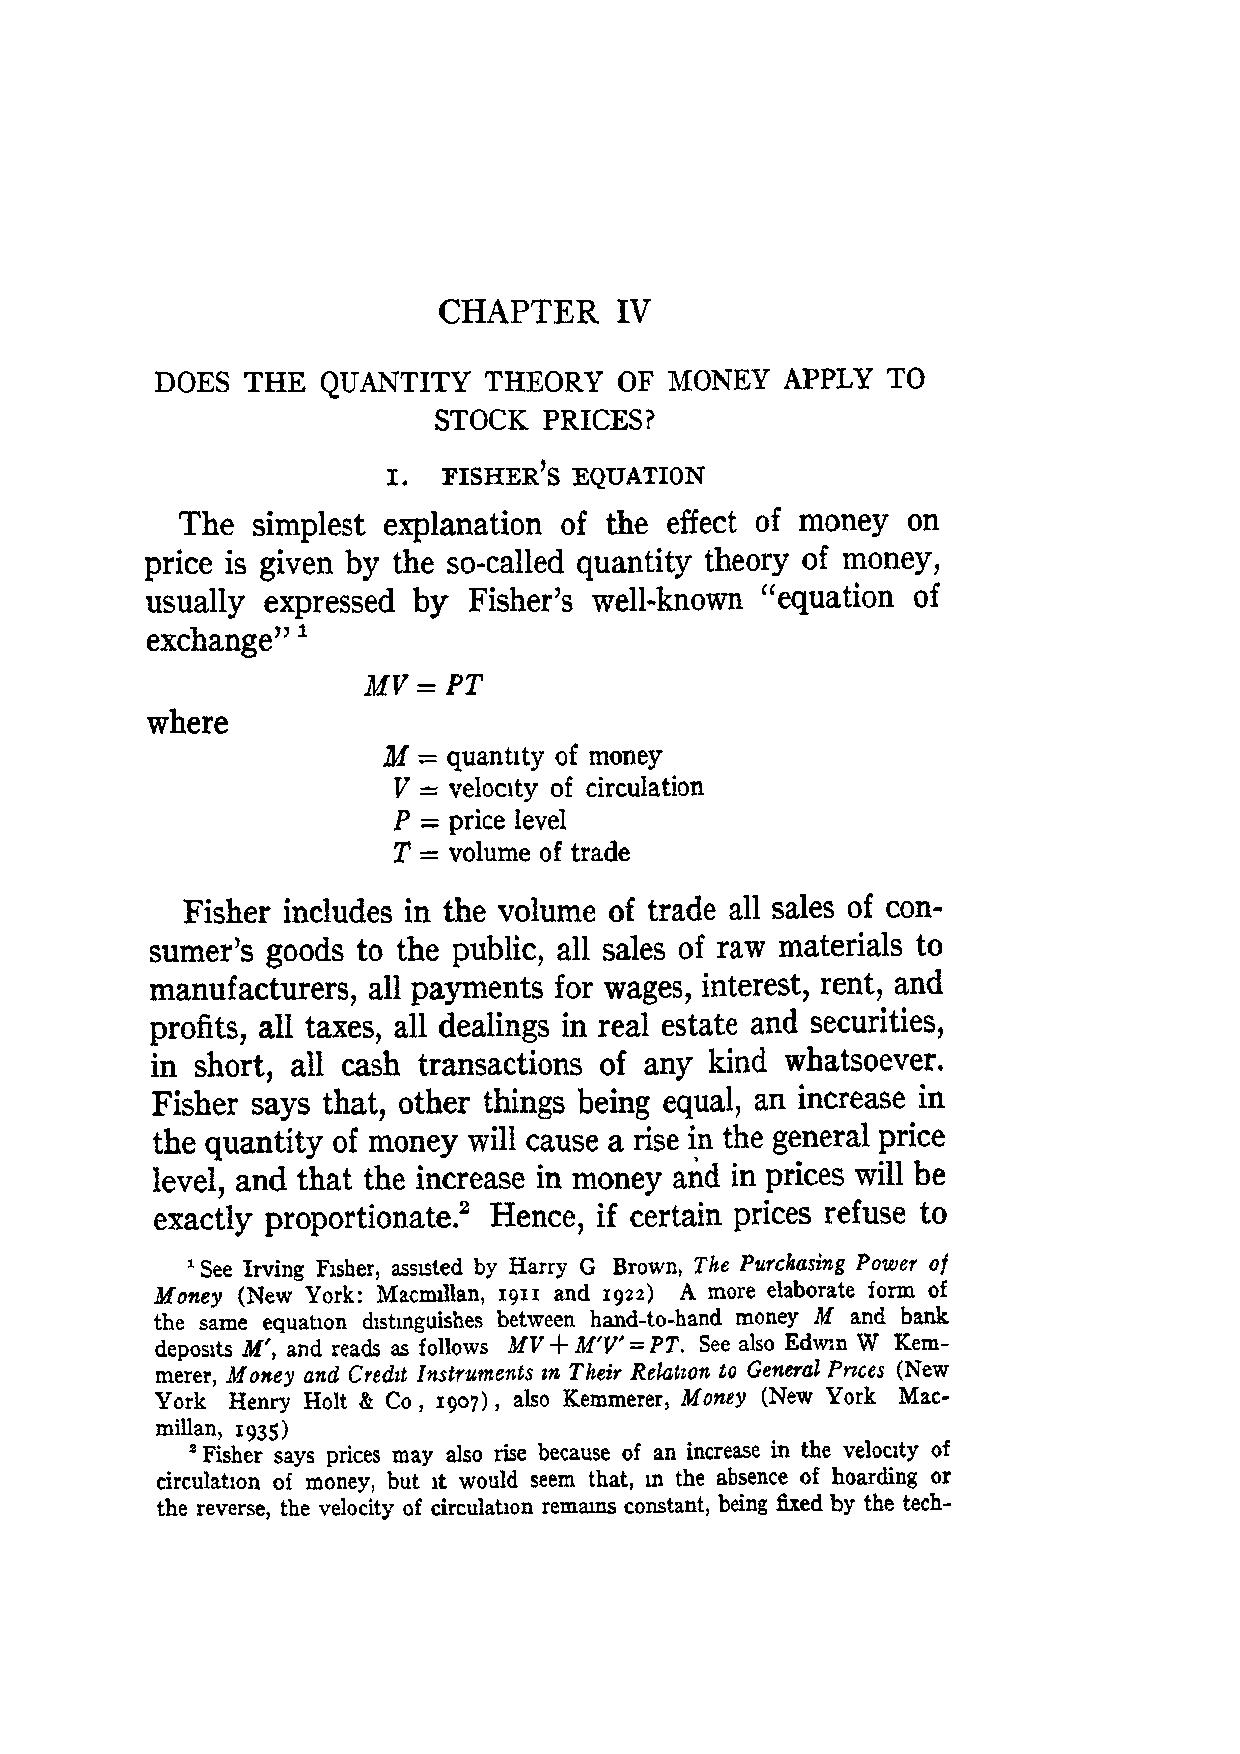 CHAPTER IV
DOES THE QUANTITY THEORY OF MONEY APPLY TO
STOCK PRICES?
1. FISHER'S EQUATION
The simplest explanation of the effect of money on
price is given by the so-called quantity theory of money,
usually expressed by Fisher's well-known "equation of
exchange" ¹
MV = PT
where
M = quantity of money
V = velocity of circulation
P = price level
T = volume of trade
Fisher includes in the volume of trade all sales of con-
sumer's goods to the public, all sales of raw materials to
manufacturers, all payments for wages, interest, rent, and
profits, all taxes, all dealings in real estate and securities,
in short, all cash transactions of any kind whatsoever.
Fisher says that, other things being equal, an increase in
the quantity of money will cause a rise in the general price
level, and that the increase in money and in prices will be
exactly proportionate.² Hence, if certain prices refuse to
¹ See Irving Fisher, assisted by Harry G Brown, The Purchasing Power of
Money (New York: Macmillan, 1911 and 1922) A more elaborate form of
the same equation distinguishes between hand-to-hand money M and bank
deposits M', and reads as follows MV + M'V' = PT. See also Edwin W Kem-
merer, Money and Credit Instruments in Their Relation to General Prices (New
York Henry Holt & Co , 1907), also Kemmerer, Money (New York Mac-
millan, 1935)
² Fisher says prices may also rise because of an increase in the velocity of
circulation of money, but it would seem that, in the absence of hoarding or
the reverse, the velocity of circulation remains constant, being fixed by the tech-